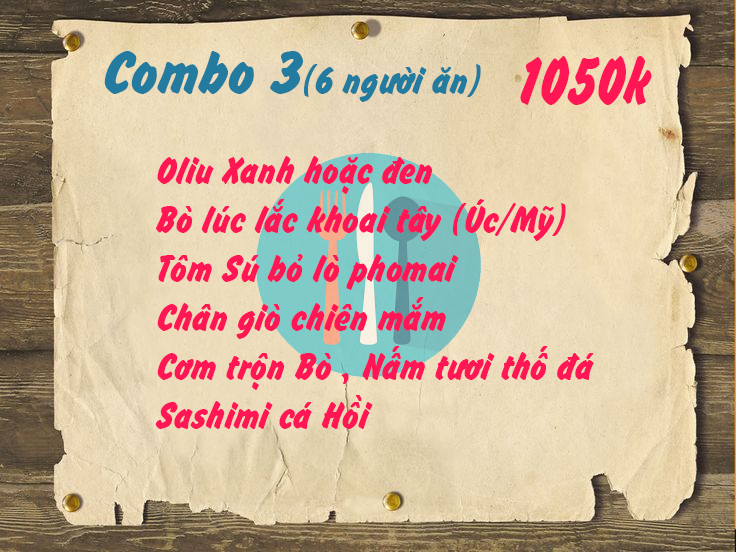 Combo 3(6 người ăn) 1050k
Oliu Xanh hoặc đen
Bò lúc lắc khoai tây (Úc/Mỹ)
Tôm Sú bỏ lò phomai
Chân giò chiên mắm
Cơm trộn Bò , Nấm tươi thố đá
Sashimi cá Hồi